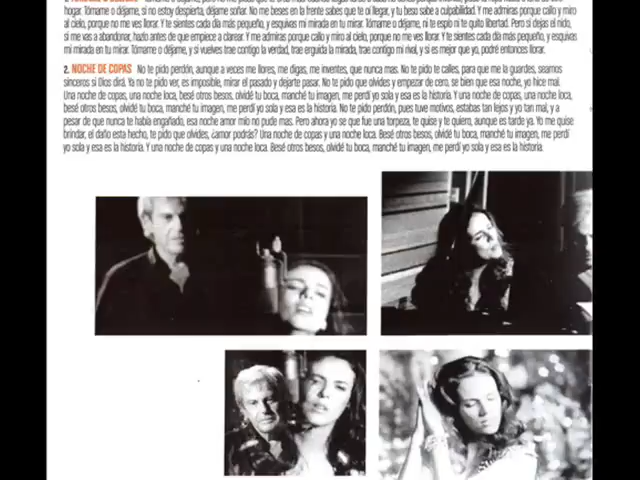 hogar. Tómame o déjame, si no estoy despierta, déjame soñar. No me beses en la frente sabes que te oí llegar, y tu beso sabe a culpabilidad. Y me admiras porque callo y miro
al cielo, porque no me ves llorar. Y te sientes cada día más pequeño, y esquivas mi mirada en tu mirar. Tómame o déjame, ni te espío ni te quito libertad. Pero si dejas el nido,
si me vas a abandonar, hazlo antes de que empiece a clarear. Y me admiras porque callo y miro al cielo, porque no me ves llorar. Y te sientes cada día más pequeño, y esquivas
mi mirada en tu mirar. Tómame o déjame, y si vuelves trae contigo la verdad, trae erguida la mirada, trae contigo mi rival, y si es mejor que yo, podré entonces llorar.
2. NOCHE DE COPAS No te pido perdón, aunque a veces me llores, me digas, me inventes, que nunca mas. No te pido te calles, para que me la guardes, seamos
sinceros si Dios dirá. Ya no te pido ver, es imposible, mirar el pasado y dejarte pasar. No te pido que olvides y empezar de cero, se bien que esa noche, yo hice mal.
Una noche de copas, una noche loca, besé otros besos, olvidé tu boca, manché tu imagen, me perdí yo sola y esa es la historia. Y una noche de copas, una noche loca,
besé otros besos, olvidé tu boca, manché tu imagen, me perdí yo sola y esa es la historia. No te pido perdón, pues tuve motivos, estabas tan lejos y yo tan mal, y a
pesar de que nunca te había engañado, esa noche amor mío no pude mas. Pero ahora yo se que fue una torpeza, te quise y te quiero, aunque es tarde ya. Yo me quise
brindar, el daño esta hecho, te pido que olvides, ¿amor podrás? Una noche de copas y una noche loca. Besé otros besos, olvidé tu boca, manché tu imagen, me perdí
yo sola y esa es la historia. Y una noche de copas y una noche loca. Besé otros besos, olvidé tu boca, manché tu imagen, me perdí yo sola y esa es la historia.